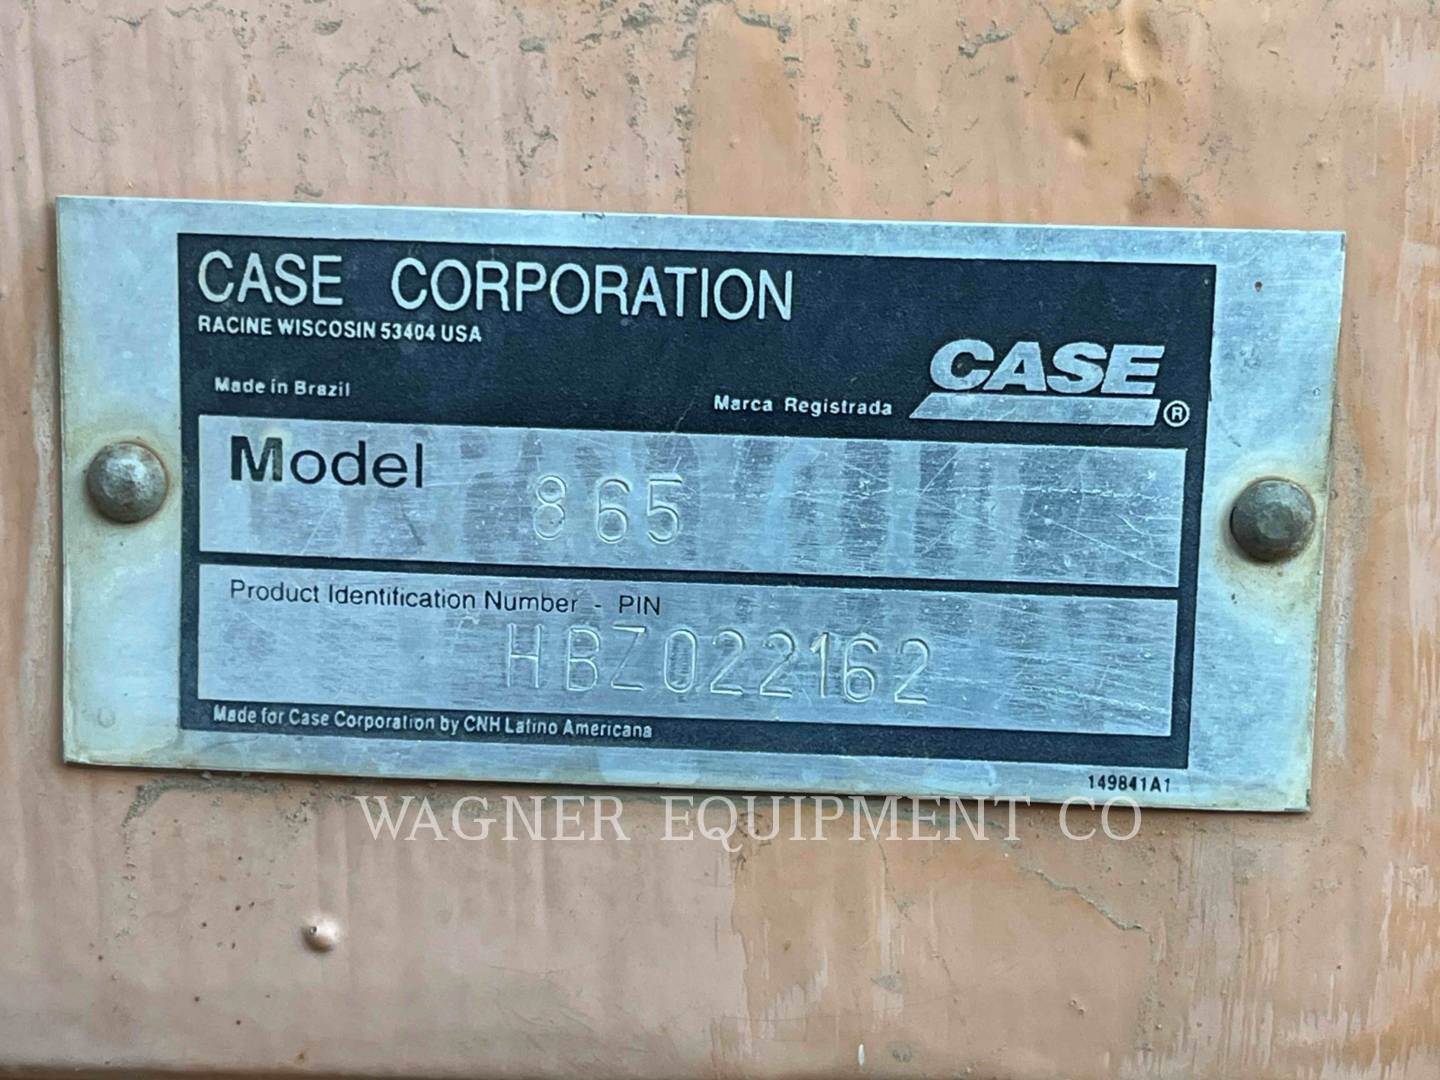 CASE CORPORATION
RACINE WISCOSIN 53404 USA
Made in Brazil
Marca Registrada
CASE ®
Model 865
Product Identification Number - PIN
HBZ022162
Made for Case Corporation by CNH Latino Americana
149841A1
WAGNER EQUIPMENT CO